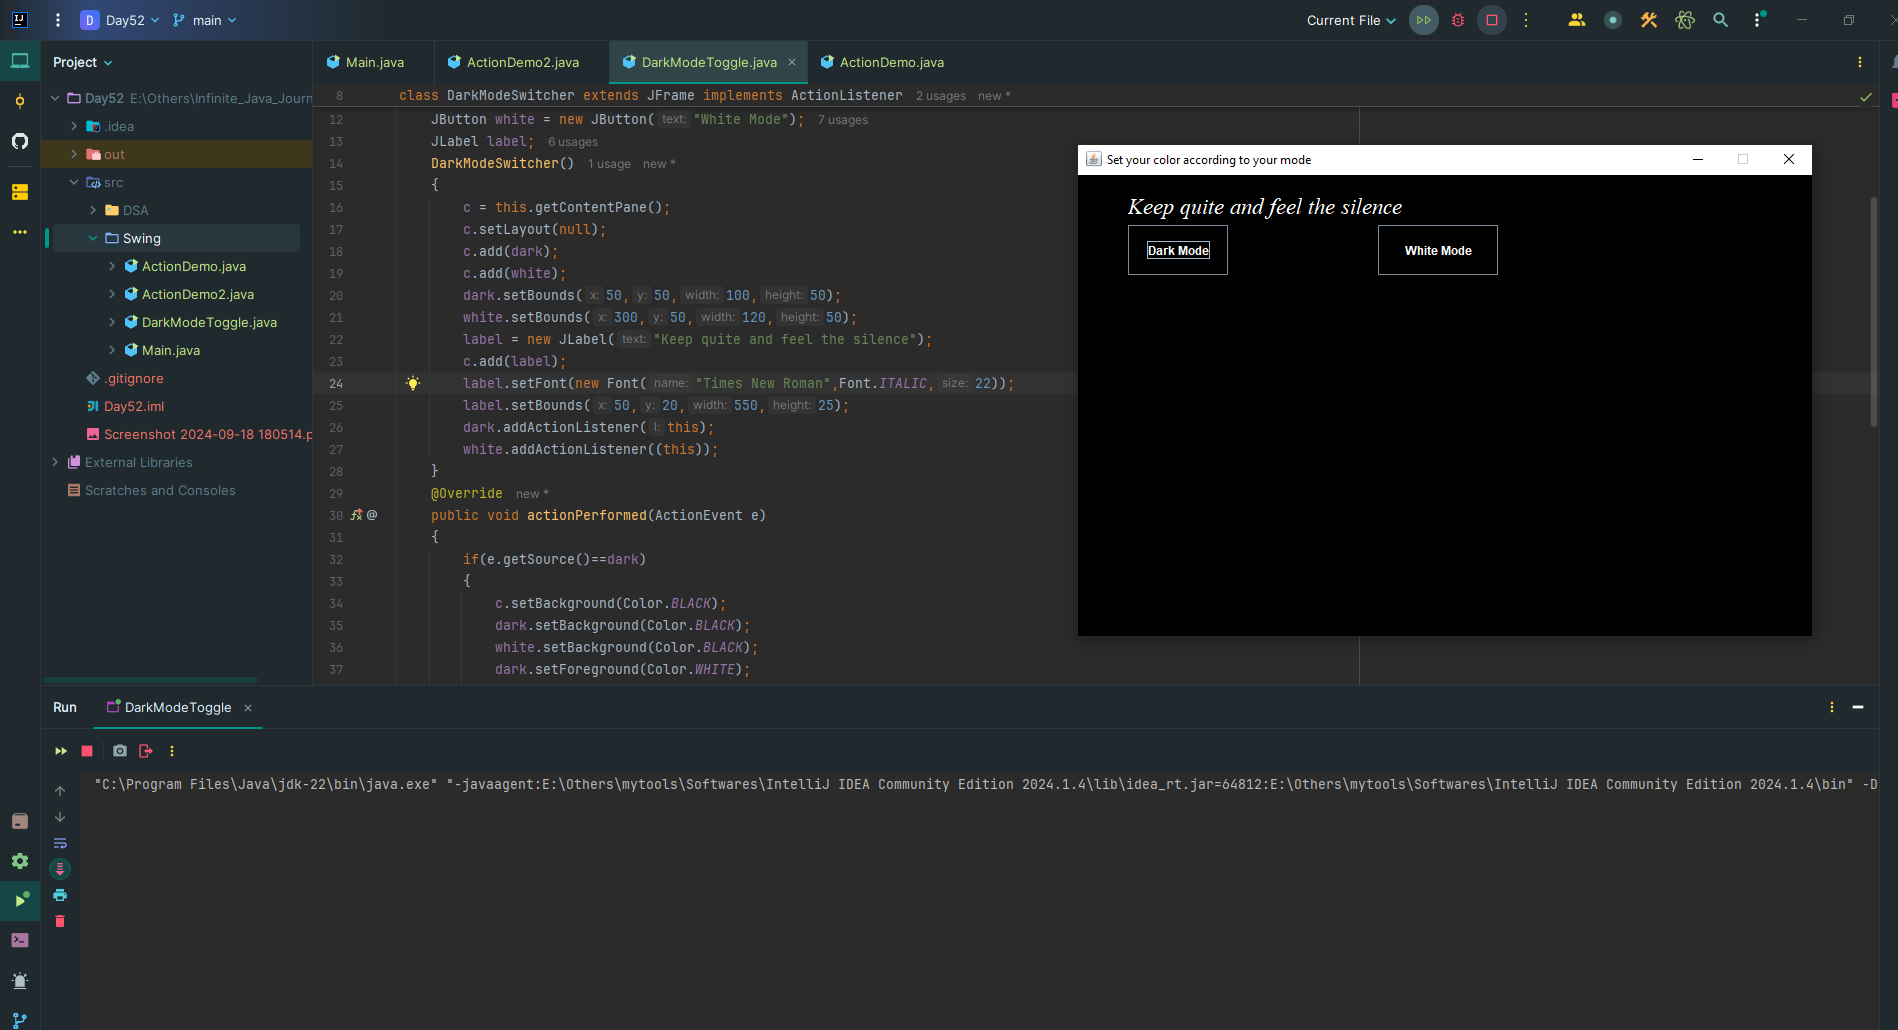 D Day52 main Current File
Project
Day52 E:\Others\Infinite_Java_Journ
.idea
out
src
DSA
Swing
ActionDemo.java
ActionDemo2.java
DarkModeToggle.java
Main.java
.gitignore
Day52.iml
Screenshot 2024-09-18 180514.p
External Libraries
Scratches and Consoles
Main.java ActionDemo2.java DarkModeToggle.java ActionDemo.java
8 class DarkModeSwitcher extends JFrame implements ActionListener 2 usages new *
12 JButton white = new JButton( text: "White Mode"); 7 usages
13 JLabel label; 6 usages
14 DarkModeSwitcher() 1 usage new *
15 {
16 c = this.getContentPane();
17 c.setLayout(null);
18 c.add(dark);
19 c.add(white);
20 dark.setBounds( x: 50, y: 50, width: 100, height: 50);
21 white.setBounds( x: 300, y: 50, width: 120, height: 50);
22 label = new JLabel( text: "Keep quite and feel the silence");
23 c.add(label);
24 label.setFont(new Font( name: "Times New Roman",Font.ITALIC, size: 22));
25 label.setBounds( x: 50, y: 20, width: 550, height: 25);
26 dark.addActionListener( l: this);
27 white.addActionListener((this));
28 }
29 @Override new *
30 @ public void actionPerformed(ActionEvent e)
31 {
32 if(e.getSource()==dark)
33 {
34 c.setBackground(Color.BLACK);
35 dark.setBackground(Color.BLACK);
36 white.setBackground(Color.BLACK);
37 dark.setForeground(Color.WHITE);
Set your color according to your mode
Keep quite and feel the silence
Dark Mode White Mode
Run DarkModeToggle
"C:\Program Files\Java\jdk-22\bin\java.exe" "-javaagent:E:\Others\mytools\Softwares\IntelliJ IDEA Community Edition 2024.1.4\lib\idea_rt.jar=64812:E:\Others\mytools\Softwares\IntelliJ IDEA Community Edition 2024.1.4\bin" -D